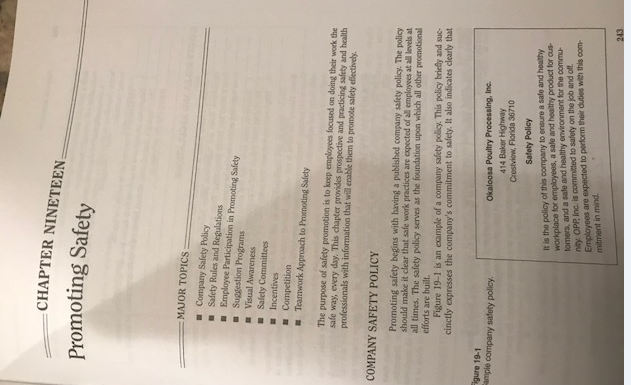 CHAPTER NINETEEN
Promoting Safety
MAJOR TOPICS
■ Company Safety Policy
■ Safety Rules and Regulations
■ Employee Participation in Promoting Safety
■ Suggestion Programs
■ Visual Awareness
■ Safety Committees
■ Incentives
■ Competition
■ Teamwork Approach to Promoting Safety
The purpose of safety promotion is to keep employees focused on doing their work the
safe way, every day. This chapter provides prospective and practicing safety and health
professionals with information that will enable them to promote safety effectively.
COMPANY SAFETY POLICY
Promoting safety begins with having a published company safety policy. The policy
should make it clear that safe work practices are expected of all employees at all levels at
all times. The safety policy serves as the foundation upon which all other promotional
efforts are built.
Figure 19-1 is an example of a company safety policy. This policy briefly and suc-
cinctly expresses the company's commitment to safety. It also indicates clearly that
Figure 19-1
Sample company safety policy.
Okaloosa Poultry Processing, Inc.
414 Baker Highway
Crestview, Florida 36710
Safety Policy
It is the policy of this company to ensure a safe and healthy
workplace for employees, a safe and healthy product for cus-
tomers, and a safe and healthy environment for the commu-
nity. OPP, Inc. is committed to safety on the job and off.
Employees are expected to perform their duties with this com-
mitment in mind.
243